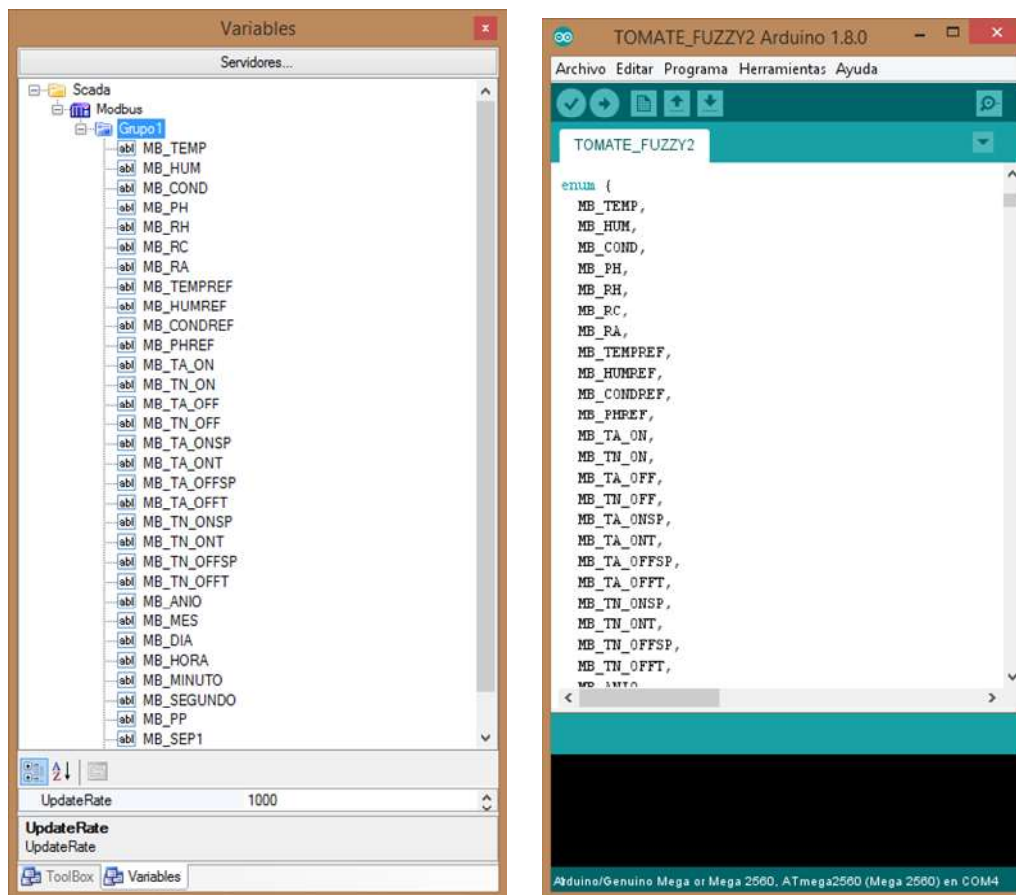 Variables
Servidores...
Scada
Modbus
Grupo1
MB_TEMP
MB_HUM
MB_COND
MB_PH
MB_RH
MB_RC
MB_RA
MB_TEMPREF
MB_HUMREF
MB_CONDREF
MB_PHREF
MB_TA_ON
MB_TN_ON
MB_TA_OFF
MB_TN_OFF
MB_TA_ONSP
MB_TA_ONT
MB_TA_OFFSP
MB_TA_OFFT
MB_TN_ONSP
MB_TN_ONT
MB_TN_OFFSP
MB_TN_OFFT
MB_ANIO
MB_MES
MB_DIA
MB_HORA
MB_MINUTO
MB_SEGUNDO
MB_PP
MB_SEP1
UpdateRate 1000
UpdateRate
UpdateRate
ToolBox Variables
TOMATE_FUZZY2 Arduino 1.8.0
Archivo Editar Programa Herramientas Ayuda
TOMATE_FUZZY2
enum {
MB_TEMP,
MB_HUM,
MB_COND,
MB_PH,
MB_RH,
MB_RC,
MB_RA,
MB_TEMPREF,
MB_HUMREF,
MB_CONDREF,
MB_PHREF,
MB_TA_ON,
MB_TN_ON,
MB_TA_OFF,
MB_TN_OFF,
MB_TA_ONSP,
MB_TA_ONT,
MB_TA_OFFSP,
MB_TA_OFFT,
MB_TN_ONSP,
MB_TN_ONT,
MB_TN_OFFSP,
MB_TN_OFFT,
MB_ANIO
Arduino/Genuino Mega or Mega 2560, ATmega2560 (Mega 2560) en COM4